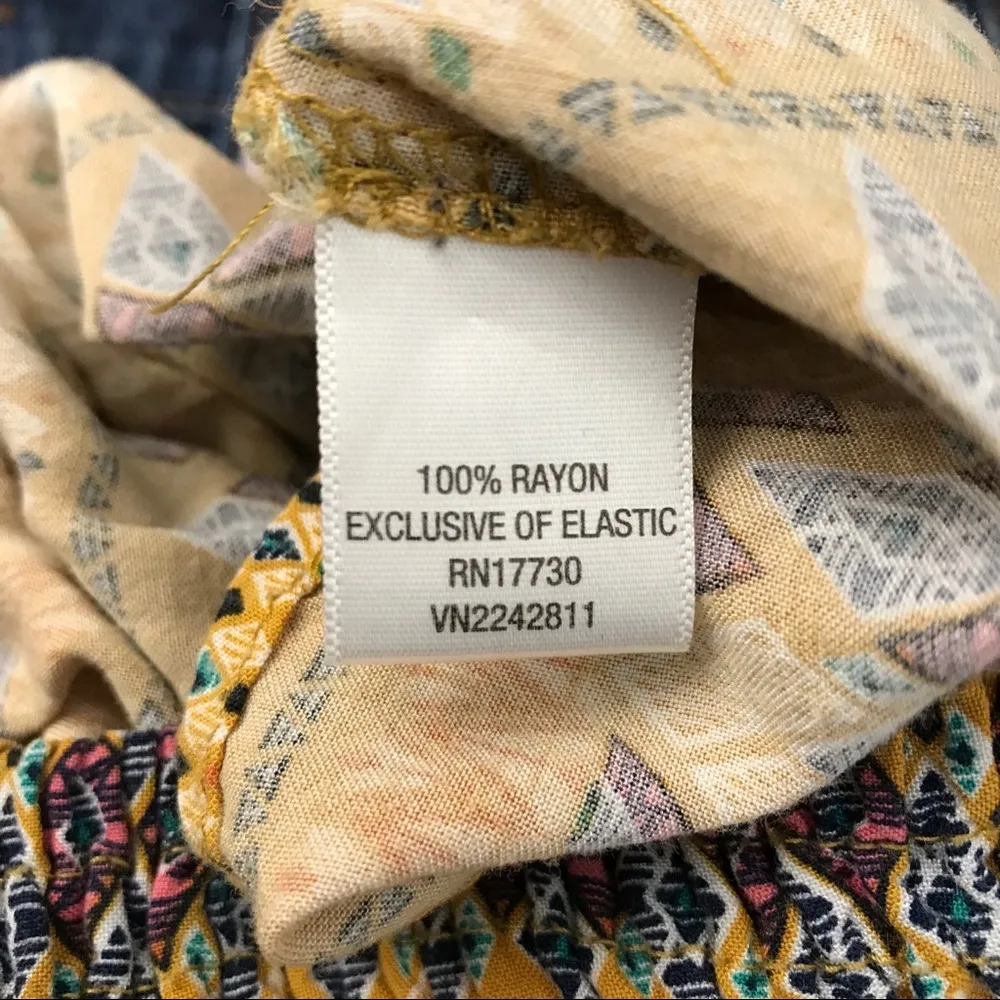 100% RAYON
EXCLUSIVE OF ELASTIC
RN17730
VN2242811